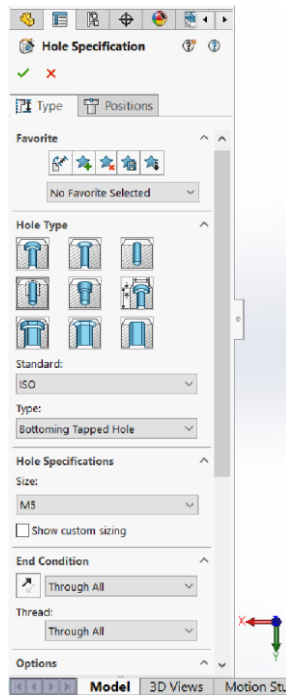 Hole Specification
Type
Positions
Favorite
No Favorite Selected
Hole Type
Standard:
ISO
Type:
Bottoming Tapped Hole
Hole Specifications
Size:
M5
Show custom sizing
End Condition
Through All
Thread:
Through All
Options
X
Y
Model
3D Views
Motion Stu